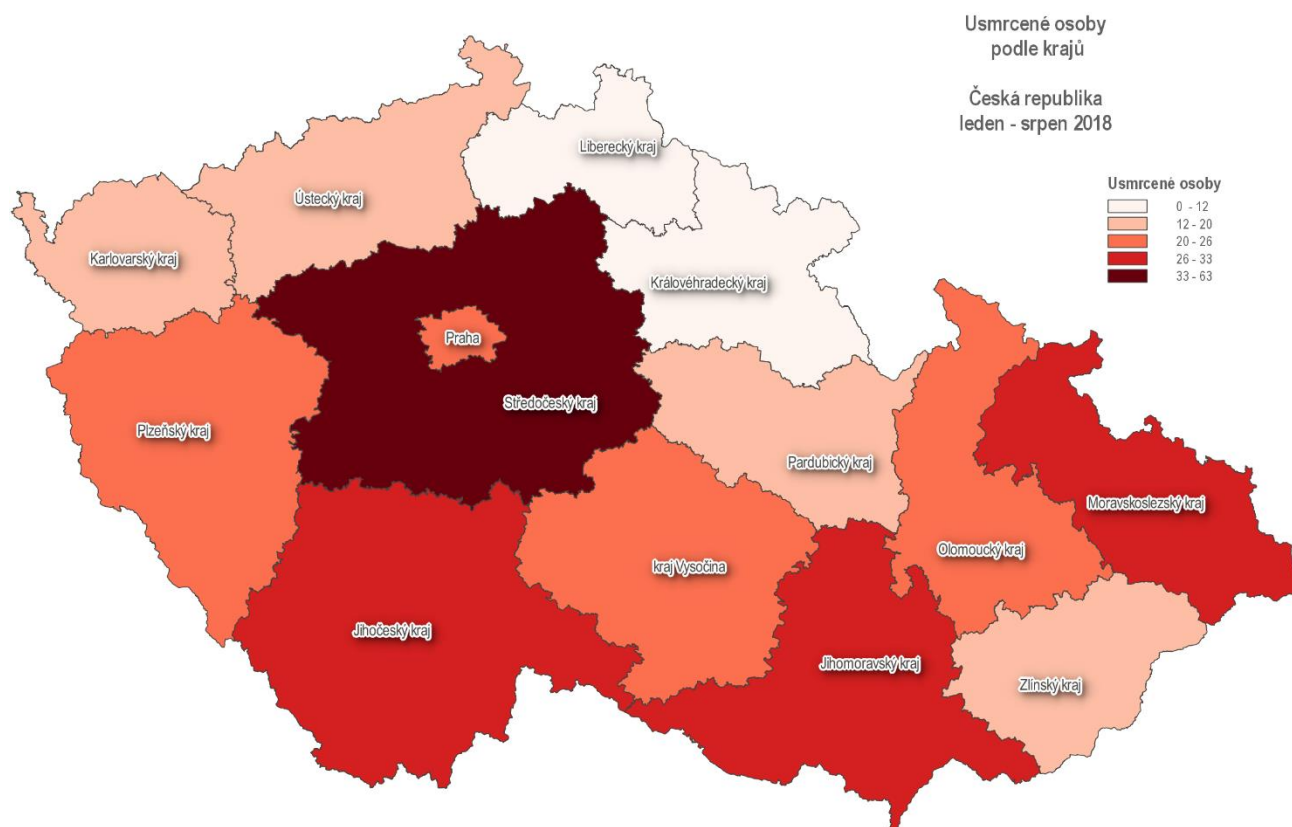 Usmrcené osoby
podle krajů
Česká republika
leden - srpen 2018
Usmrcené osoby
0 - 12
12 - 20
20 - 26
26 - 33
33 - 63
Liberecký kraj
Ústecký kraj
Karlovarský kraj
Královéhradecký kraj
Praha
Středočeský kraj
Plzeňský kraj
Pardubický kraj
Moravskoslezský kraj
Olomoucký kraj
kraj Vysočina
Jihočeský kraj
Jihomoravský kraj
Zlínský kraj